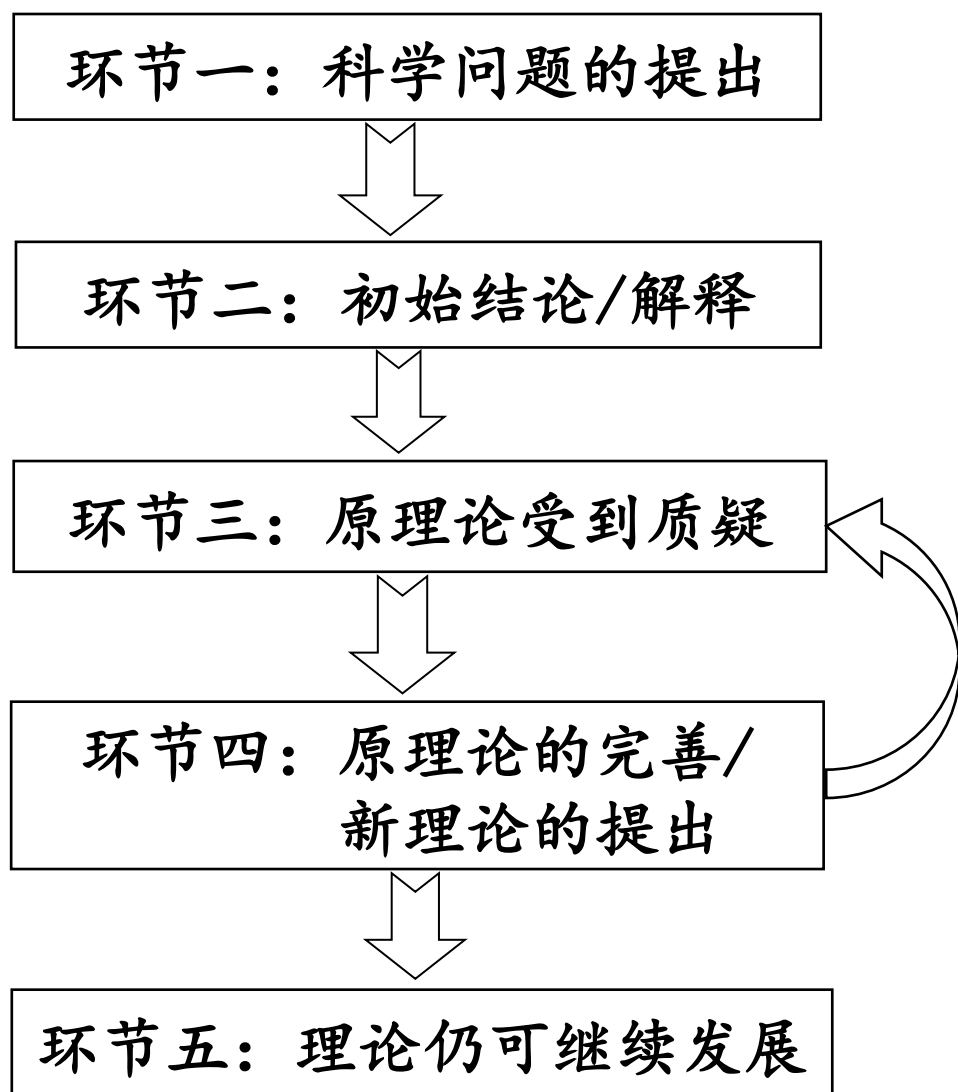 环节一：科学问题的提出
环节二：初始结论/解释
环节三：原理论受到质疑
环节四：原理论的完善/
新理论的提出
环节五：理论仍可继续发展